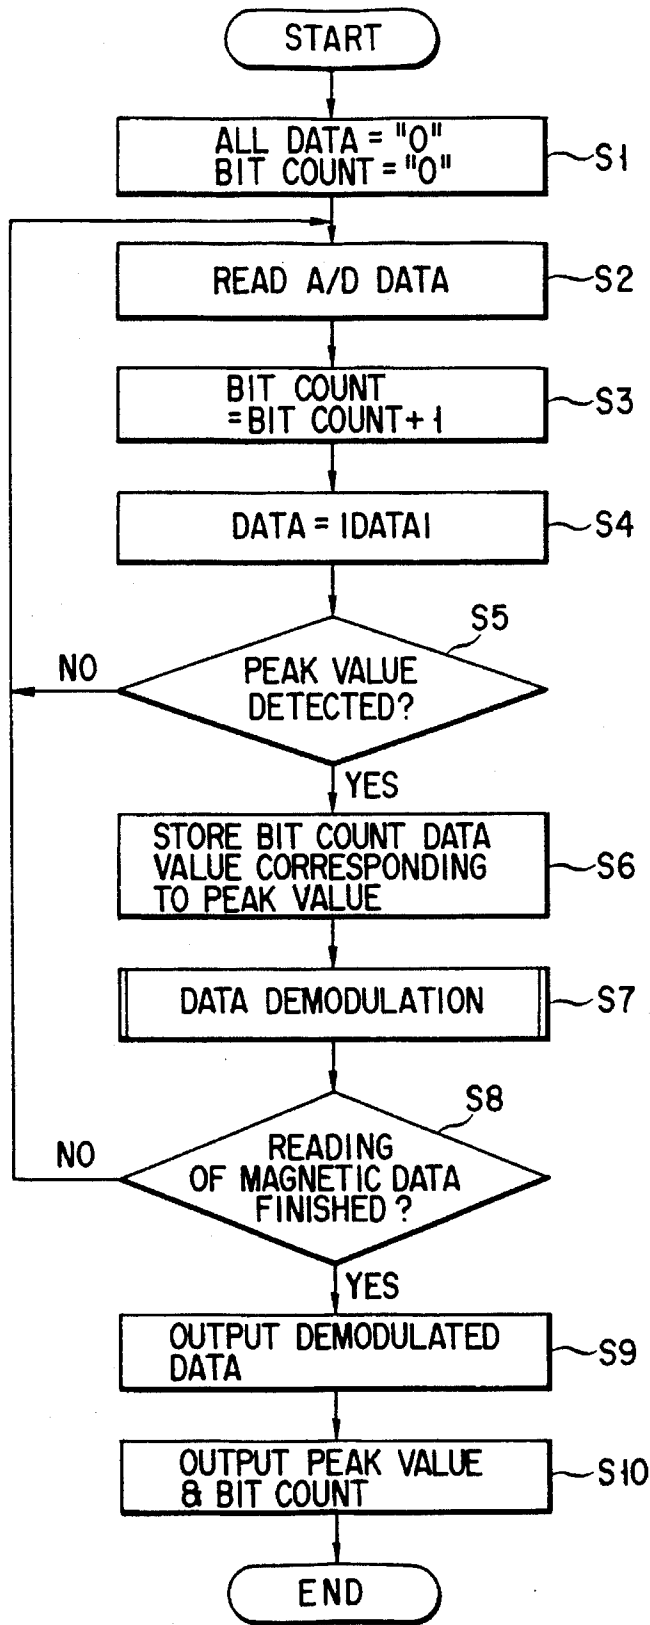 START
ALL DATA = "0"
BIT COUNT = "0"
S1
READ A/D DATA
S2
BIT COUNT
=BIT COUNT+1
S3
DATA = |DATA|
S4
S5
NO
PEAK VALUE
DETECTED?
YES
STORE BIT COUNT DATA
VALUE CORRESPONDING
TO PEAK VALUE
S6
DATA DEMODULATION
S7
S8
NO
READING
OF MAGNETIC DATA
FINISHED?
YES
OUTPUT DEMODULATED
DATA
S9
OUTPUT PEAK VALUE
& BIT COUNT
S10
END